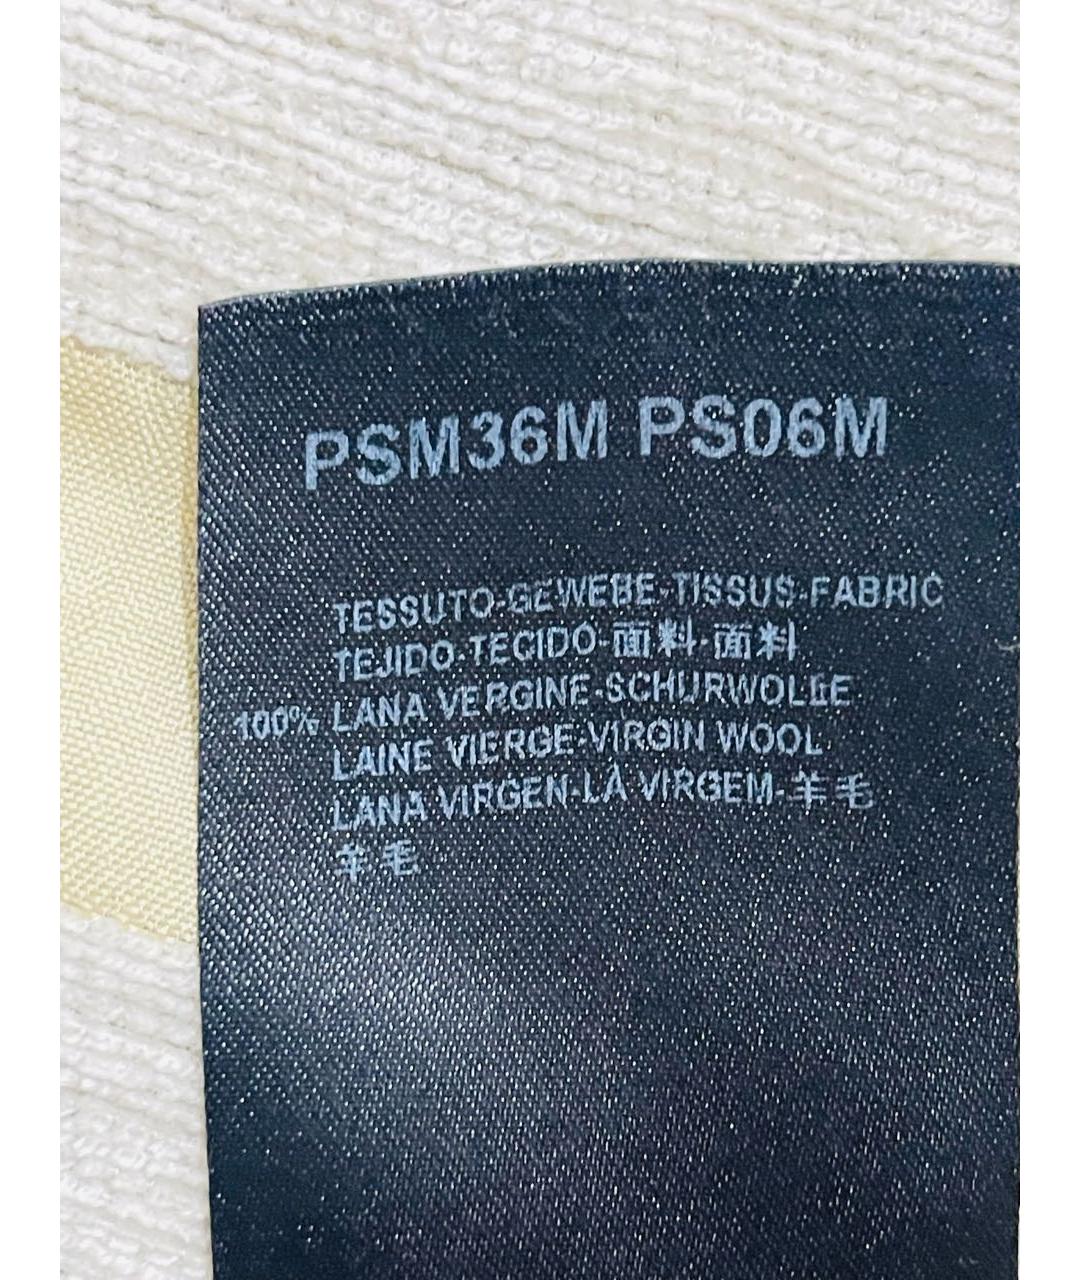 PSM36M PS06M
TESSUTO-GEWEBE-TISSUS-FABRIC
TEJIDO-TECIDO-面料-面料
100% LANA VERGINE-SCHURWOLLE
LAINE VIERGE-VIRGIN WOOL
LANA VIRGEN-LÀ VIRGEM-羊毛
羊毛